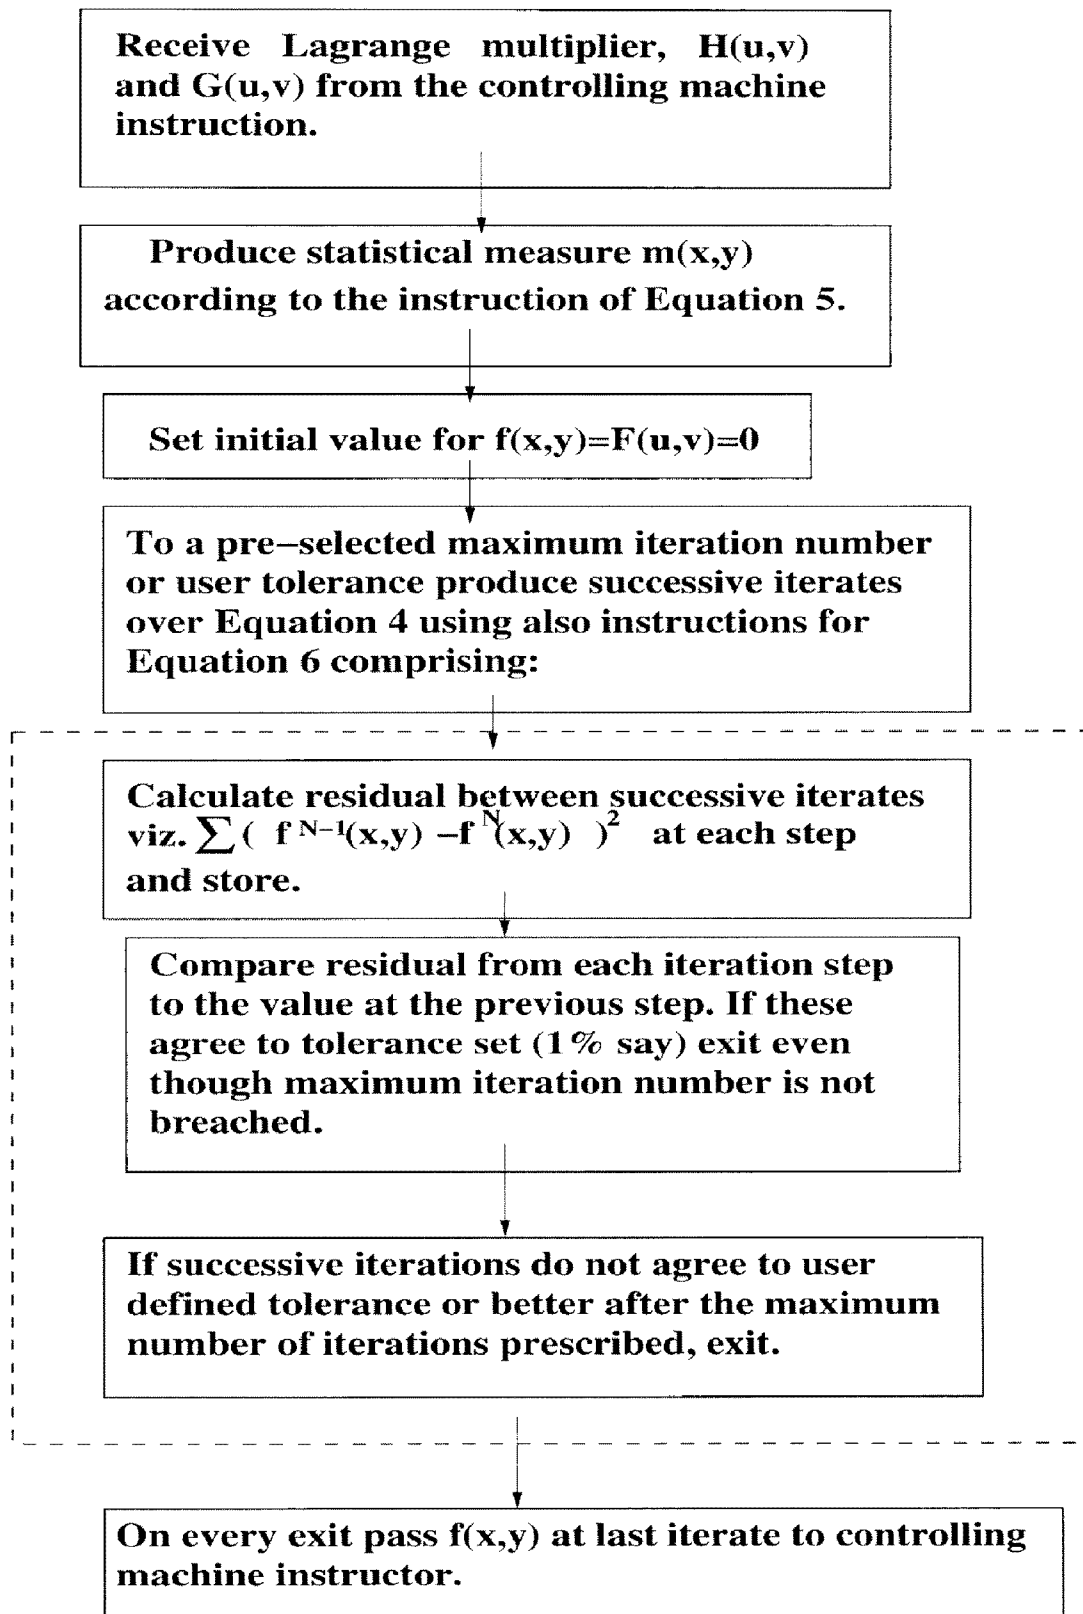 Receive Lagrange multiplier, H(u,v)
and G(u,v) from the controlling machine
instruction.
Produce statistical measure m(x,y)
according to the instruction of Equation 5.
Set initial value for f(x,y)=F(u,v)=0
To a pre–selected maximum iteration number
or user tolerance produce successive iterates
over Equation 4 using also instructions for
Equation 6 comprising:
Calculate residual between successive iterates
viz. ∑ ( f^N–1(x,y) –f^N(x,y) )^2 at each step
and store.
Compare residual from each iteration step
to the value at the previous step. If these
agree to tolerance set (1% say) exit even
though maximum iteration number is not
breached.
If successive iterations do not agree to user
defined tolerance or better after the maximum
number of iterations prescribed, exit.
On every exit pass f(x,y) at last iterate to controlling
machine instructor.